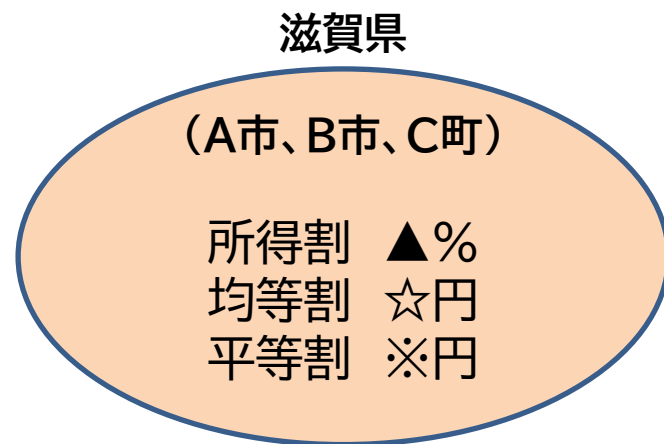 滋賀県
（A市、B市、C町）
所得割　▲％
均等割　☆円
平等割　※円